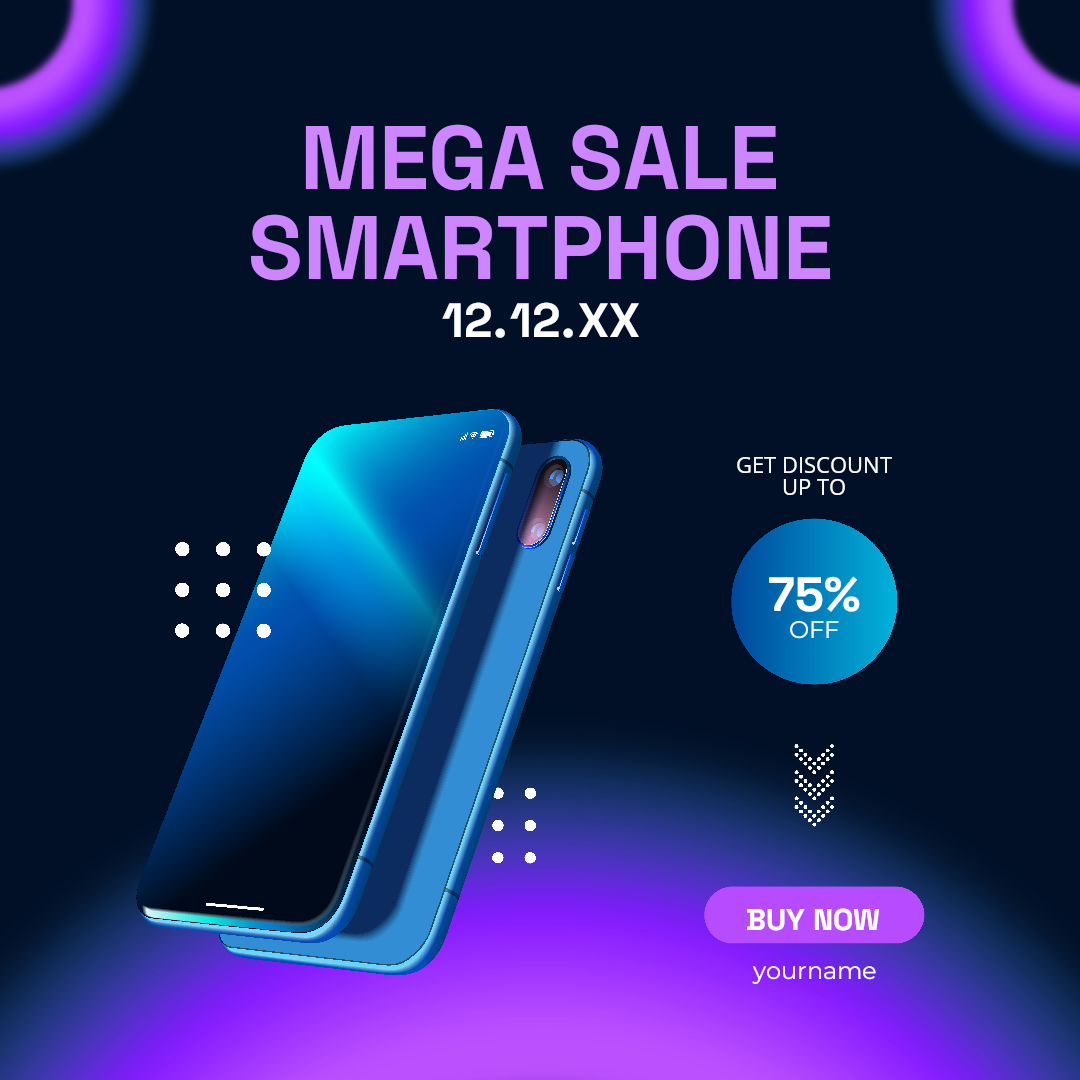 MEGA SALE
SMARTPHONE
12.12.XX
GET DISCOUNT
UP TO
75%
OFF
BUY NOW
yourname